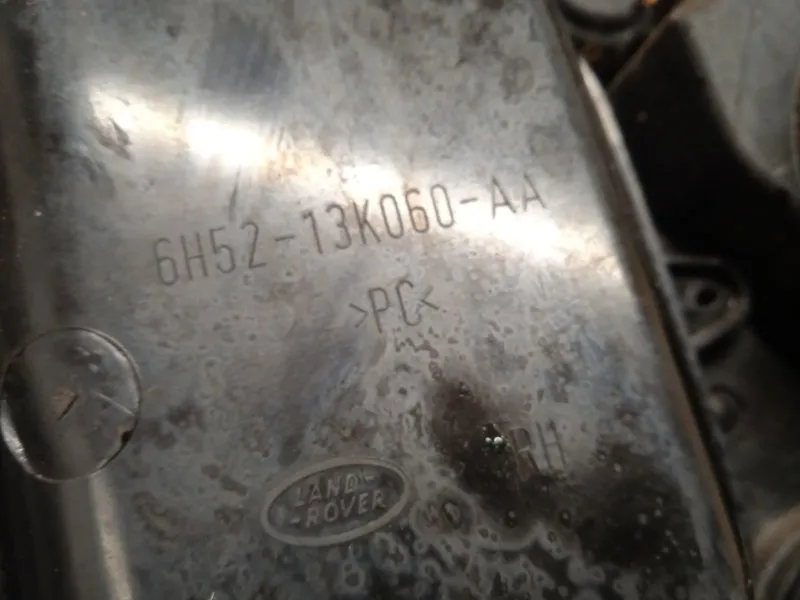 6H52-13K060-AA
>PC<
RH
LAND-
-ROVER